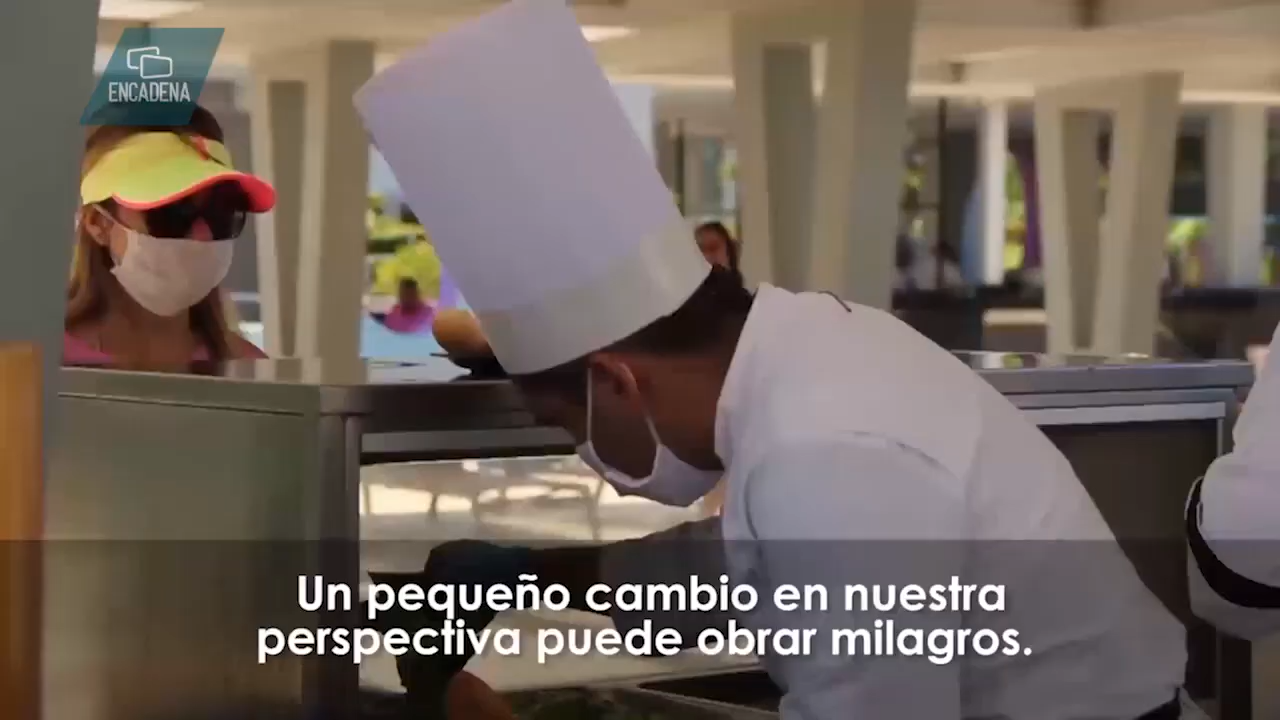 ENCADENA
Un pequeño cambio en nuestra
perspectiva puede obrar milagros.